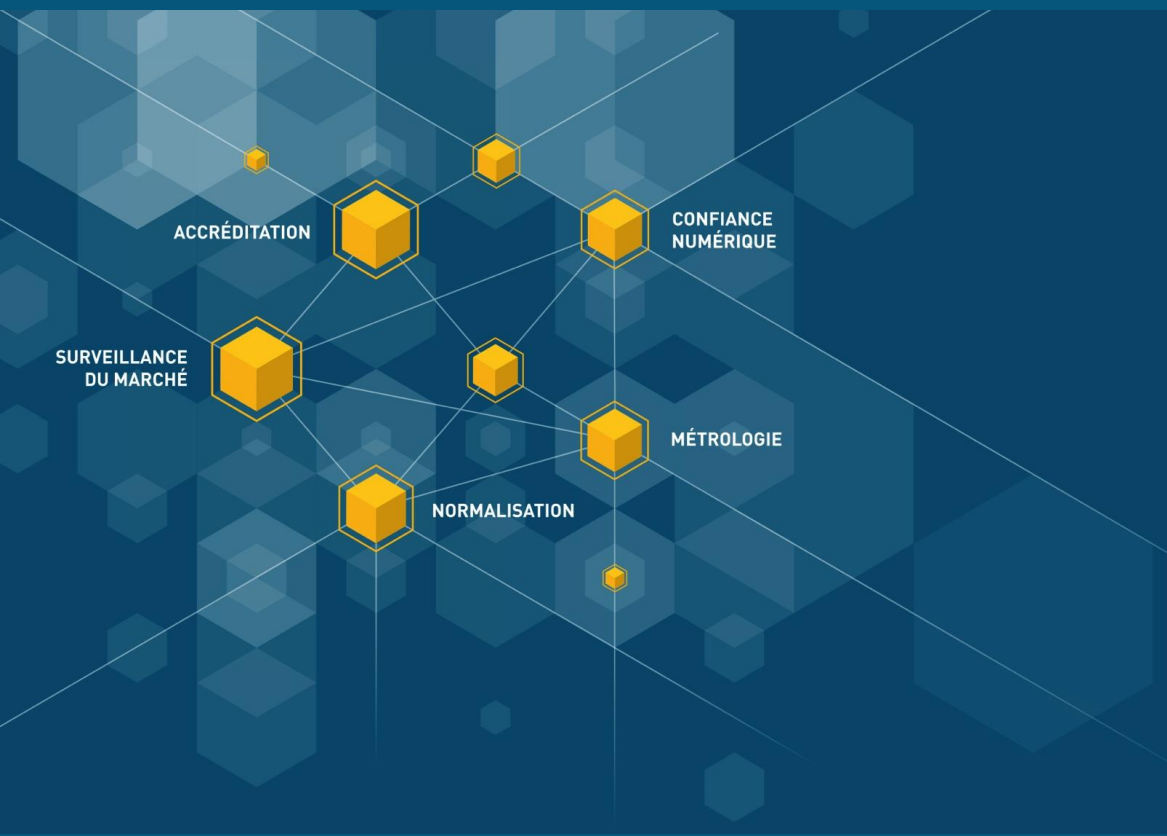 ACCRÉDITATION
CONFIANCE
NUMÉRIQUE
SURVEILLANCE
DU MARCHÉ
MÉTROLOGIE
NORMALISATION